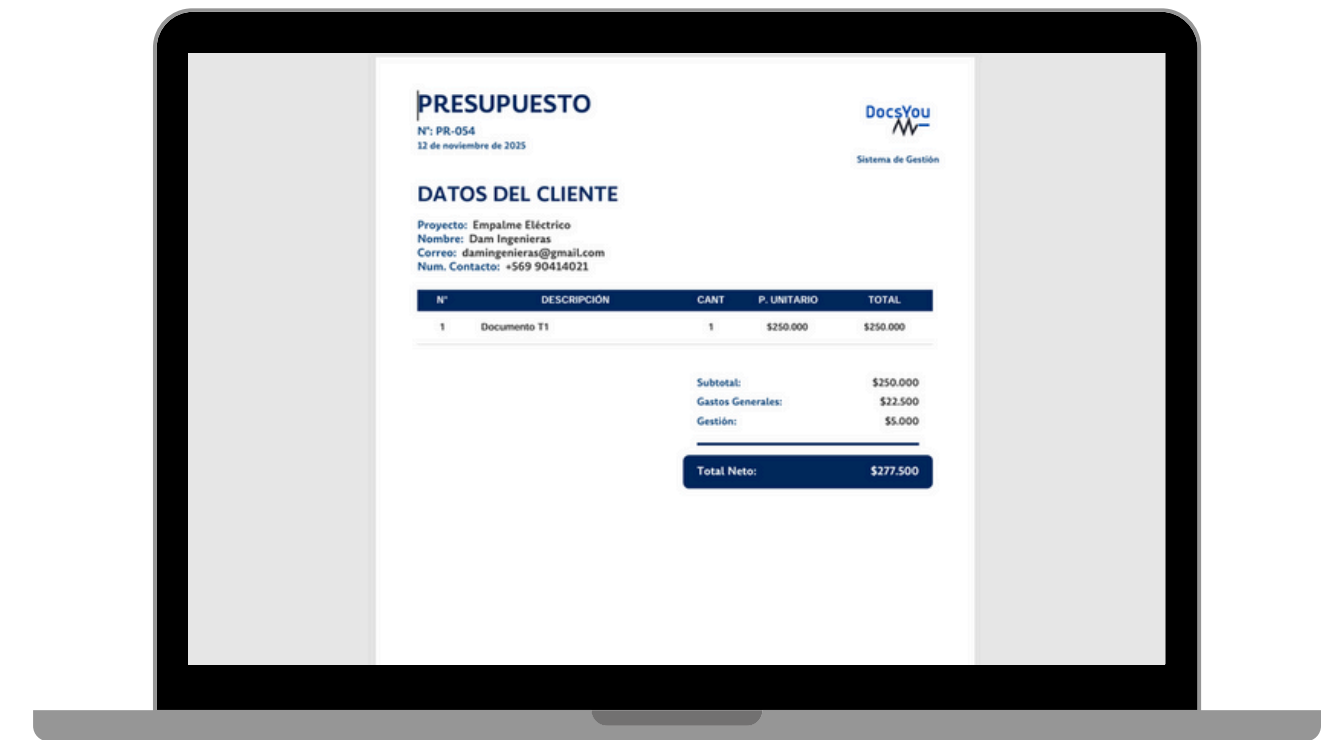 PRESUPUESTO
N°: PR-054
12 de noviembre de 2025
DocsYou
Sistema de Gestión
DATOS DEL CLIENTE
Proyecto: Empalme Eléctrico
Nombre: Dam Ingenieras
Correo: damingenieras@gmail.com
Num. Contacto: +569 90414021
N° DESCRIPCIÓN CANT P. UNITARIO TOTAL
1 Documento T1 1 $250.000 $250.000
Subtotal: $250.000
Gastos Generales: $22.500
Gestión: $5.000
Total Neto: $277.500